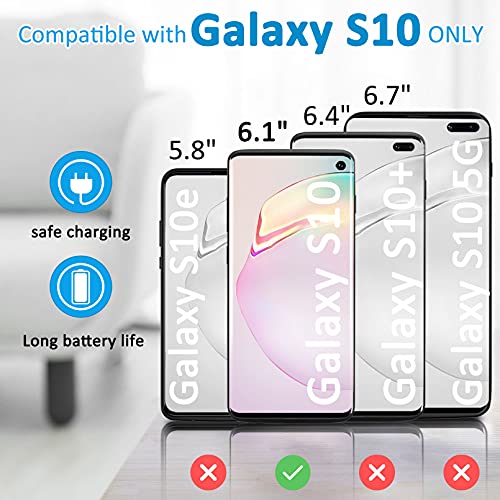 Compatible with Galaxy S10 ONLY
5.8"
6.1"
6.4"
6.7"
safe charging
Long battery life
Galaxy S10e
Galaxy S10
Galaxy S10+
Galaxy S10 5G